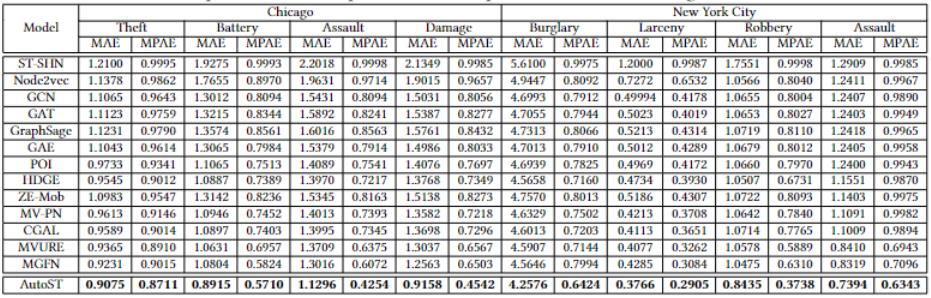 Model Chicago New York City
Theft Battery Assault Damage Burglary Larceny Robbery Assault
MAE MPAE MAE MPAE MAE MPAE MAE MPAE MAE MPAE MAE MPAE MAE MPAE MAE MPAE
ST-SHN 1.2100 0.9995 1.9275 0.9993 2.2018 0.9998 2.1349 0.9985 5.6100 0.9975 1.2000 0.9987 1.7551 0.9998 1.2909 0.9985
Node2vec 1.1378 0.9862 1.7655 0.8970 1.9631 0.9714 1.9015 0.9657 4.9447 0.8092 0.7272 0.6532 1.0566 0.8040 1.2411 0.9967
GCN 1.1065 0.9643 1.3012 0.8094 1.5431 0.8094 1.5031 0.8056 4.6993 0.7912 0.49994 0.4178 1.0655 0.8004 1.2407 0.9890
GAT 1.1123 0.9759 1.3215 0.8344 1.5892 0.8241 1.5387 0.8277 4.7055 0.7944 0.5023 0.4019 1.0653 0.8027 1.2403 0.9949
GraphSage 1.1231 0.9790 1.3574 0.8561 1.6016 0.8563 1.5761 0.8432 4.7313 0.8066 0.5213 0.4314 1.0719 0.8110 1.2418 0.9965
GAE 1.1043 0.9614 1.3065 0.7984 1.5379 0.7914 1.4986 0.8033 4.7013 0.7910 0.5012 0.4289 1.0679 0.8012 1.2405 0.9958
POI 0.9733 0.9341 1.1065 0.7513 1.4089 0.7541 1.4076 0.7697 4.6939 0.7825 0.4969 0.4172 1.0660 0.7970 1.2400 0.9943
HDGE 0.9545 0.9012 1.0887 0.7389 1.3970 0.7217 1.3768 0.7349 4.5658 0.7160 0.4734 0.3930 1.0507 0.6731 1.1551 0.9870
ZE-Mob 1.0983 0.9547 1.3142 0.8236 1.5345 0.8163 1.5138 0.8273 4.7570 0.8013 0.5186 0.4307 1.0722 0.8093 1.1403 0.9975
MV-PN 0.9613 0.9146 1.0946 0.7452 1.4013 0.7393 1.3582 0.7218 4.6329 0.7502 0.4213 0.3708 1.0642 0.7840 1.1091 0.9982
CGAL 0.9589 0.9014 1.0897 0.7403 1.3995 0.7345 1.3698 0.7296 4.6013 0.7203 0.4113 0.3651 1.0714 0.7765 1.1009 0.9894
MVURE 0.9365 0.8910 1.0631 0.6957 1.3709 0.6375 1.3037 0.6567 4.5907 0.7144 0.4077 0.3262 1.0578 0.5889 0.8410 0.6943
MGFN 0.9231 0.9015 1.0804 0.5824 1.3016 0.6072 1.2563 0.6503 4.5646 0.7994 0.4285 0.3084 1.0475 0.6310 0.8319 0.7096
AutoST 0.9075 0.8711 0.8915 0.5710 1.1296 0.4254 0.9158 0.4542 4.2576 0.6424 0.3766 0.2905 0.8435 0.3738 0.7394 0.6343